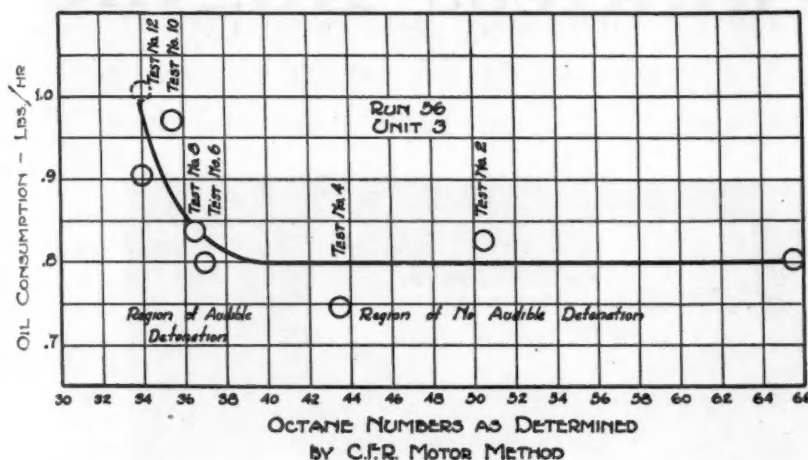 1.0
.9
.8
.7
OIL CONSUMPTION - LBS/HR
TEST No. 12
TEST No. 10
TEST No. 8
TEST No. 6
TEST No. 4
TEST No. 2
RUN 56
UNIT 3
Region of Audible
Detonation
Region of No Audible Detonation
30 32 34 36 38 40 42 44 46 48 50 52 54 56 58 60 62 64 66
OCTANE NUMBERS AS DETERMINED
BY C.F.R. MOTOR METHOD